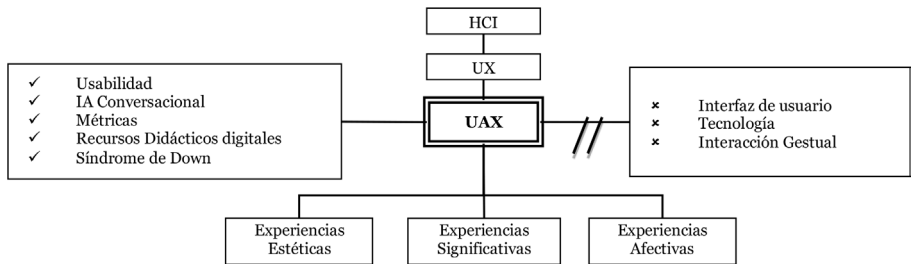 HCI
UX
✓ Usabilidad
✓ IA Conversacional
✓ Métricas
✓ Recursos Didácticos digitales
✓ Síndrome de Down
UAX
× Interfaz de usuario
× Tecnología
× Interacción Gestual
Experiencias
Estéticas
Experiencias
Significativas
Experiencias
Afectivas